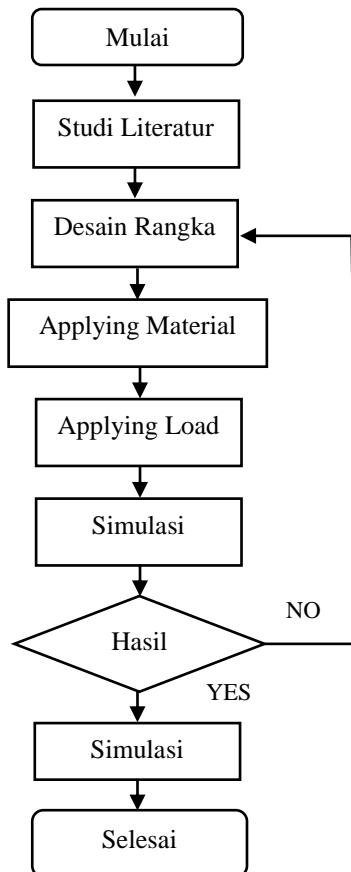 Mulai
Studi Literatur
Desain Rangka
Applying Material
Applying Load
Simulasi
NO
Hasil
YES
Simulasi
Selesai